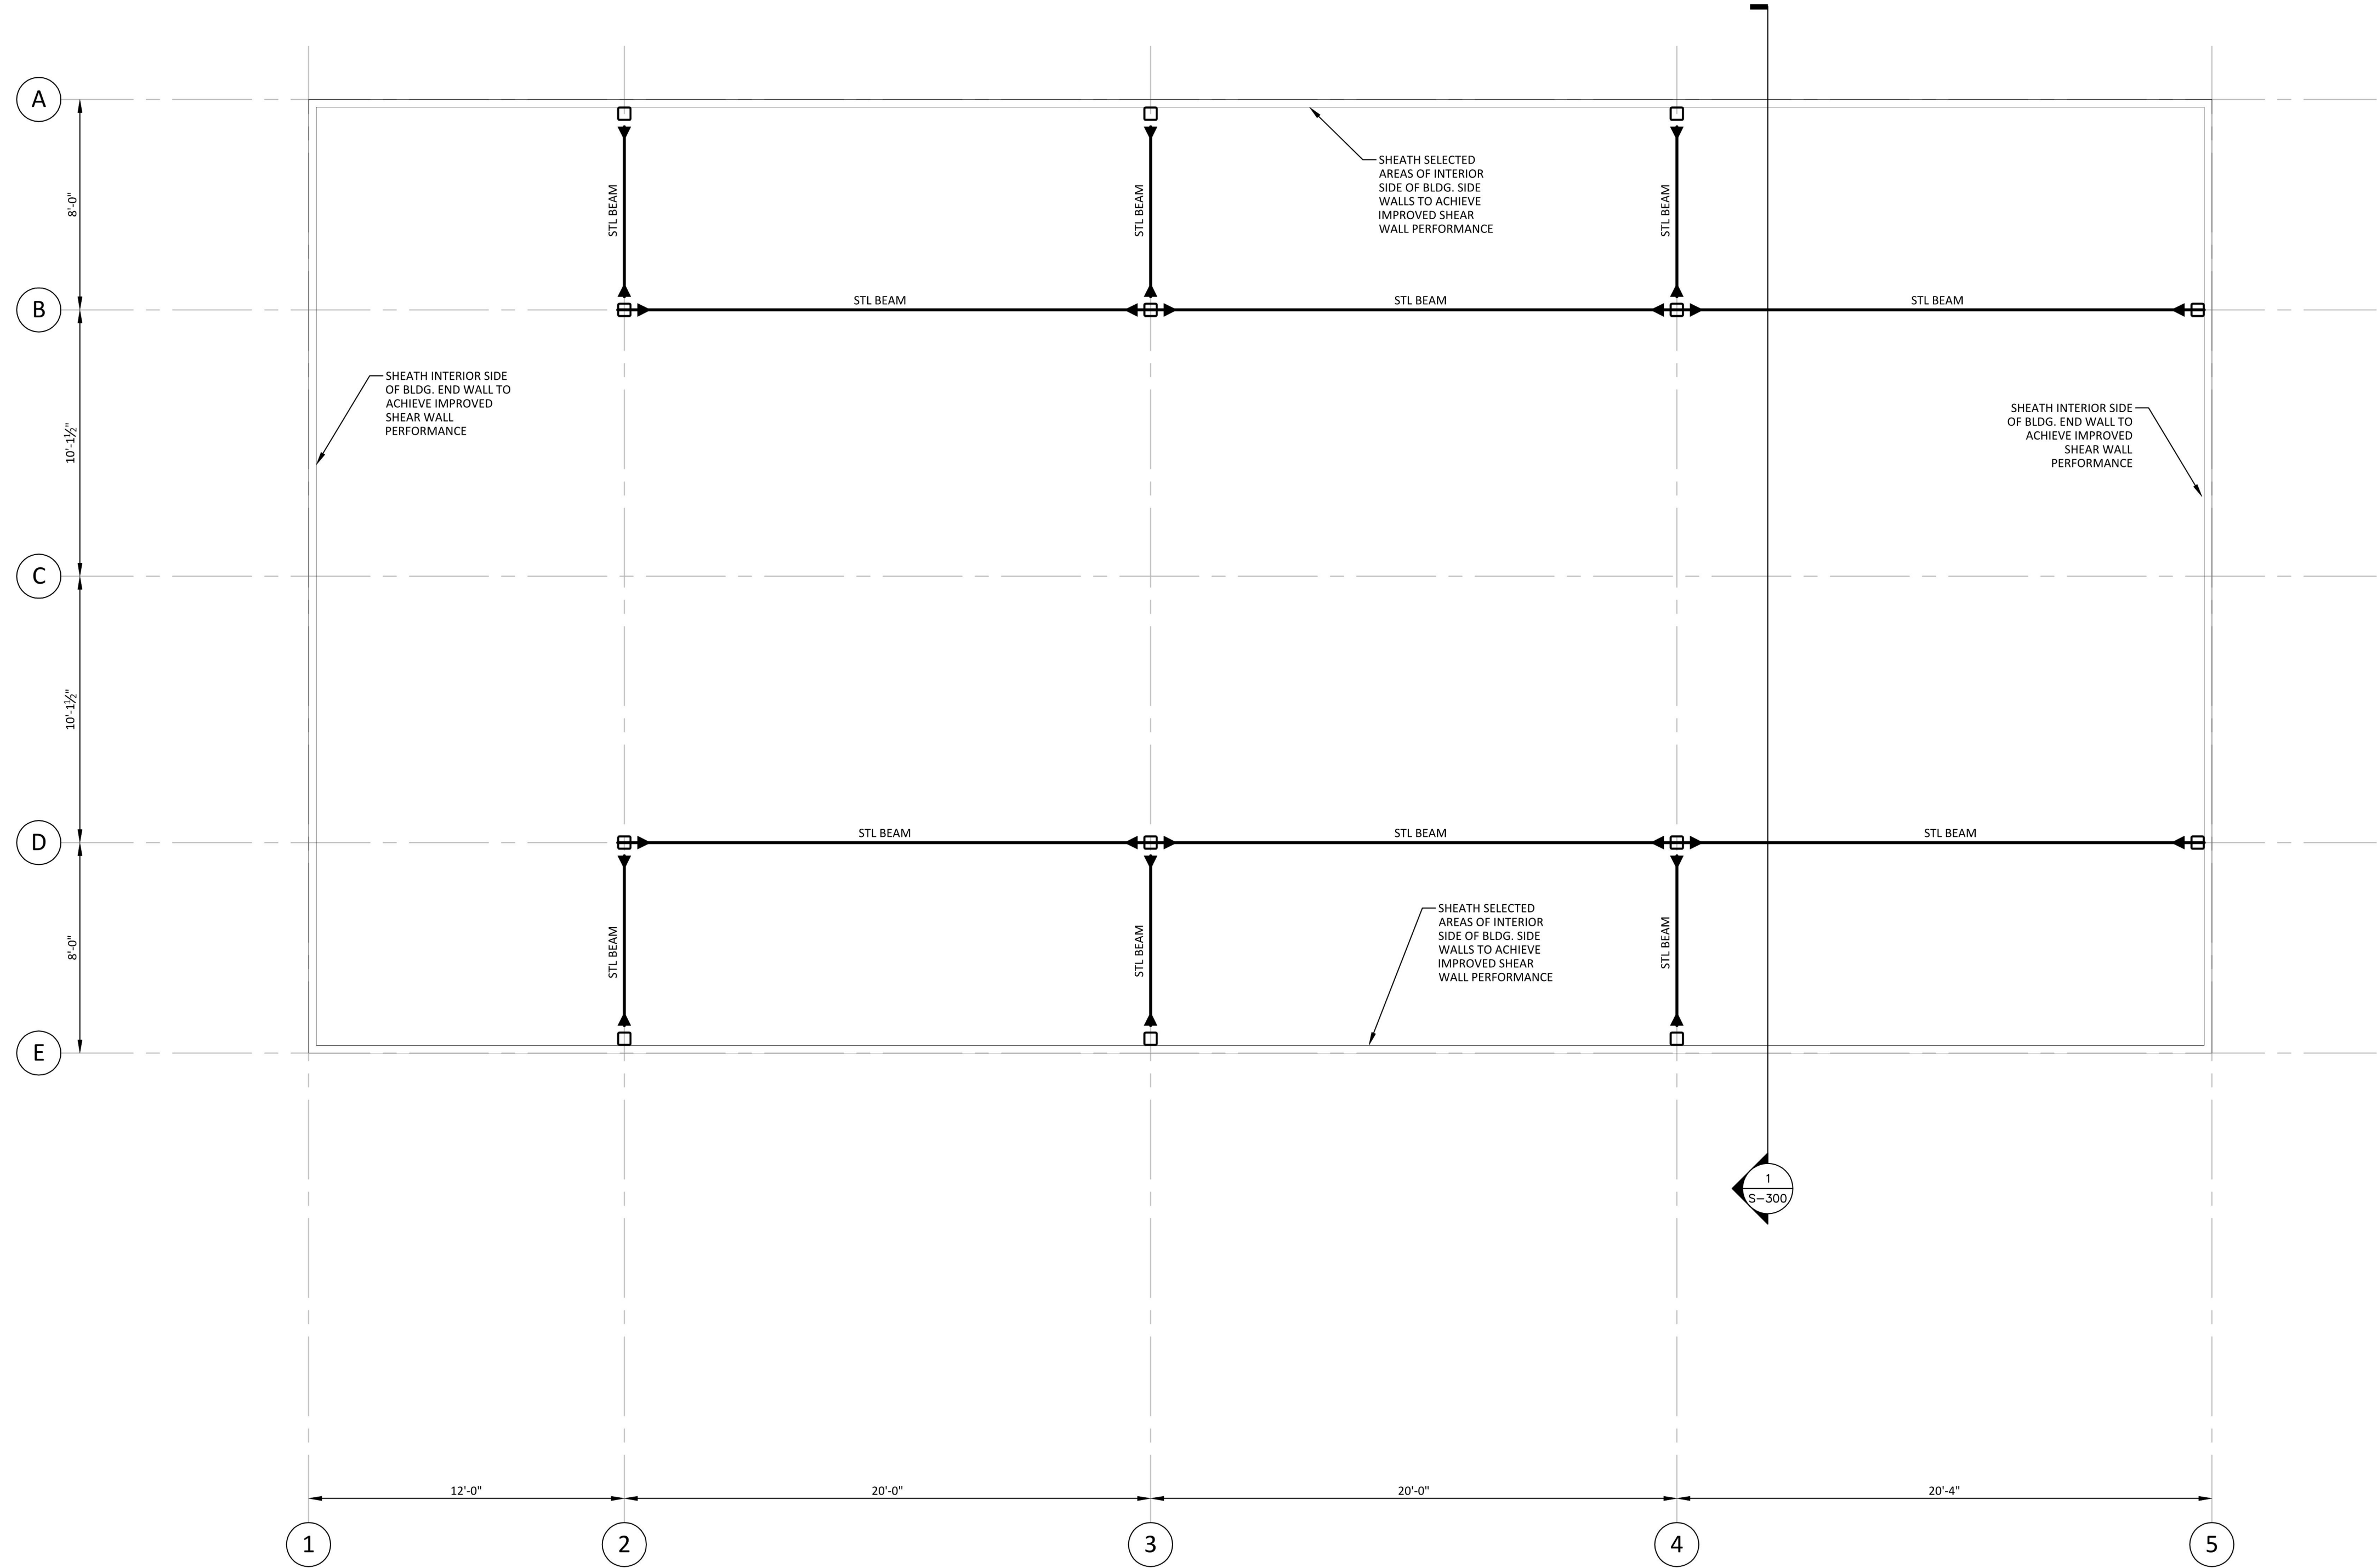 A
8'-0"
STL BEAM
STL BEAM
STL BEAM
SHEATH SELECTED
AREAS OF INTERIOR
SIDE OF BLDG. SIDE
WALLS TO ACHIEVE
IMPROVED SHEAR
WALL PERFORMANCE
B
STL BEAM
STL BEAM
STL BEAM
10'-1½"
SHEATH INTERIOR SIDE
OF BLDG. END WALL TO
ACHIEVE IMPROVED
SHEAR WALL
PERFORMANCE
SHEATH INTERIOR SIDE
OF BLDG. END WALL TO
ACHIEVE IMPROVED
SHEAR WALL
PERFORMANCE
C
10'-1½"
D
STL BEAM
STL BEAM
STL BEAM
8'-0"
STL BEAM
STL BEAM
STL BEAM
SHEATH SELECTED
AREAS OF INTERIOR
SIDE OF BLDG. SIDE
WALLS TO ACHIEVE
IMPROVED SHEAR
WALL PERFORMANCE
E
1
S-300
12'-0"
20'-0"
20'-0"
20'-4"
1
2
3
4
5